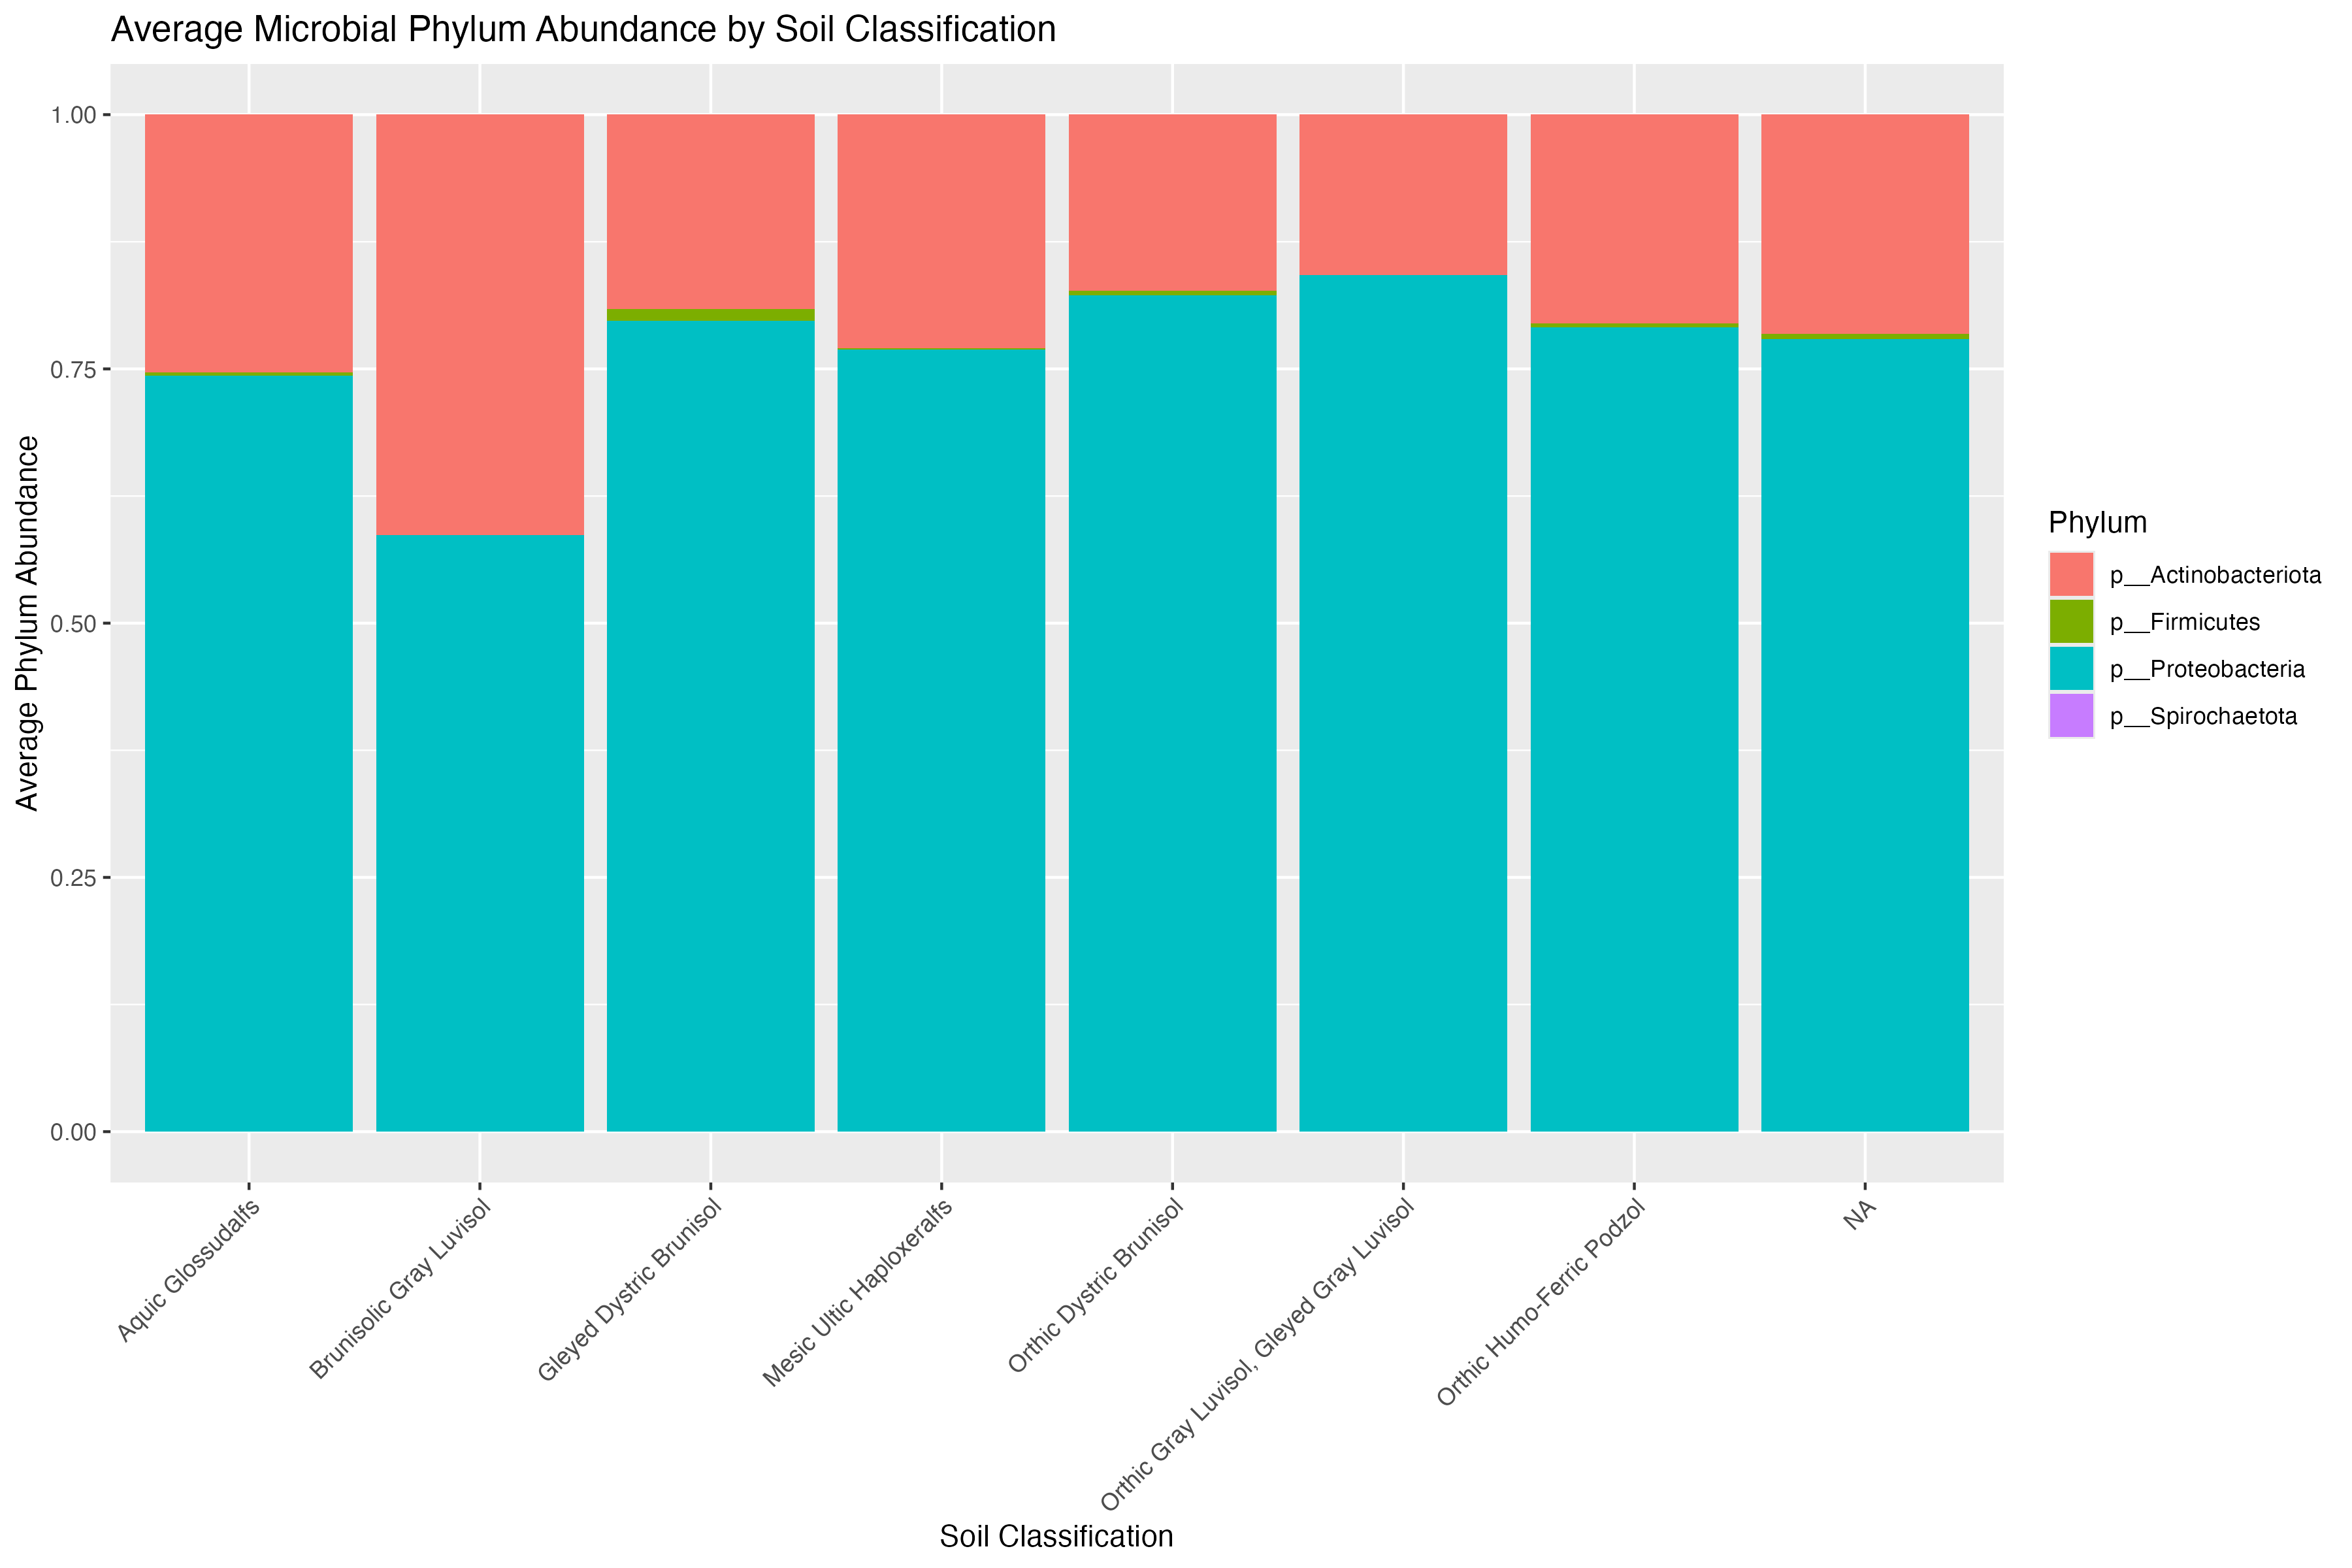 Average Microbial Phylum Abundance by Soil Classification
Average Phylum Abundance
1.00
0.75
0.50
0.25
0.00
Aquic Glossudalfs
Brunisolic Gray Luvisol
Gleyed Dystric Brunisol
Mesic Ultic Haploxeralfs
Orthic Dystric Brunisol
Orthic Gray Luvisol, Gleyed Gray Luvisol
Orthic Humo-Ferric Podzol
NA
Soil Classification
Phylum
p__Actinobacteriota
p__Firmicutes
p__Proteobacteria
p__Spirochaetota